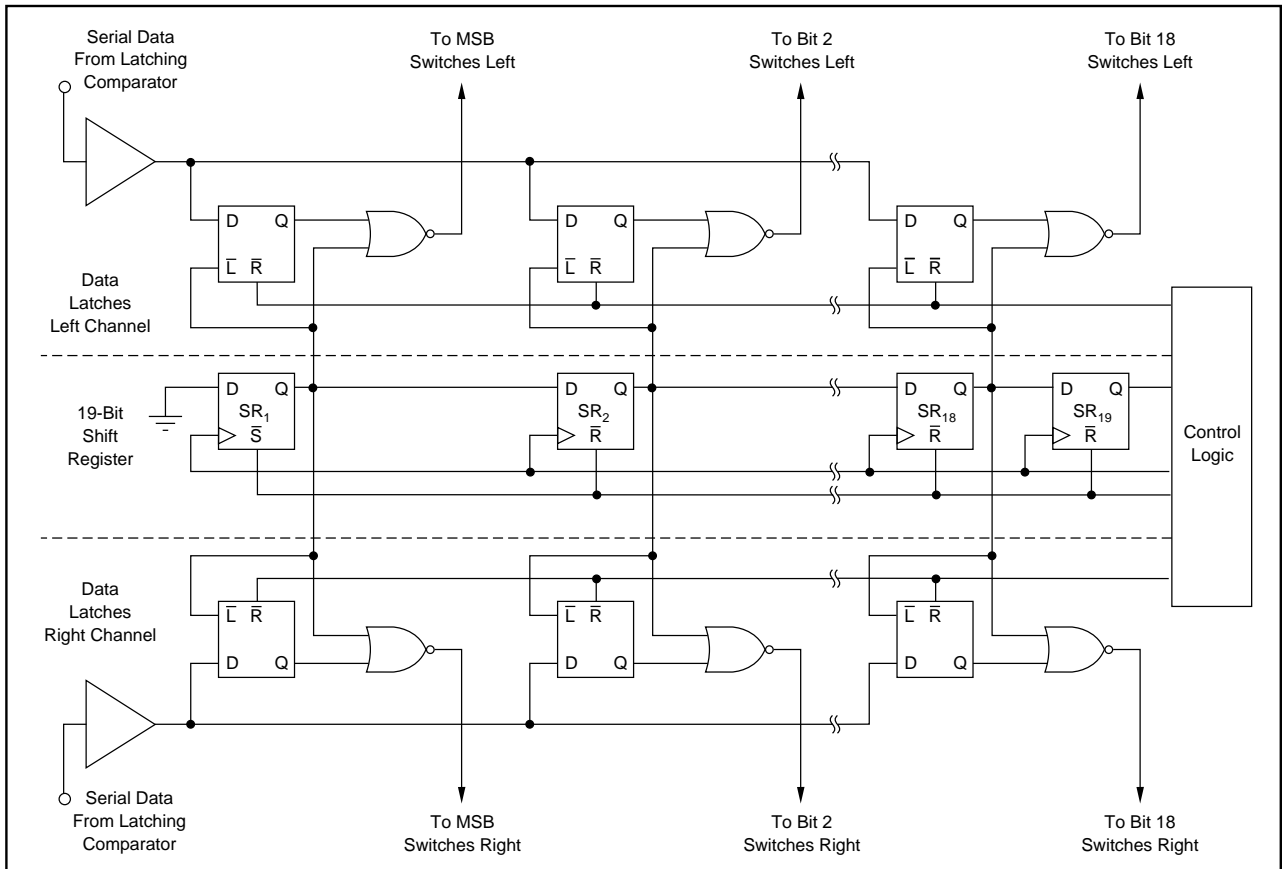 Serial Data
From Latching
Comparator
To MSB
Switches Left
To Bit 2
Switches Left
To Bit 18
Switches Left
D Q
L̅ R̅
D Q
L̅ R̅
D Q
L̅ R̅
Data
Latches
Left Channel
19-Bit
Shift
Register
D Q
SR₁
S̅
D Q
SR₂
R̅
D Q
SR₁₈
R̅
D Q
SR₁₉
R̅
Control
Logic
Data
Latches
Right Channel
L̅ R̅
D Q
L̅ R̅
D Q
L̅ R̅
D Q
Serial Data
From Latching
Comparator
To MSB
Switches Right
To Bit 2
Switches Right
To Bit 18
Switches Right